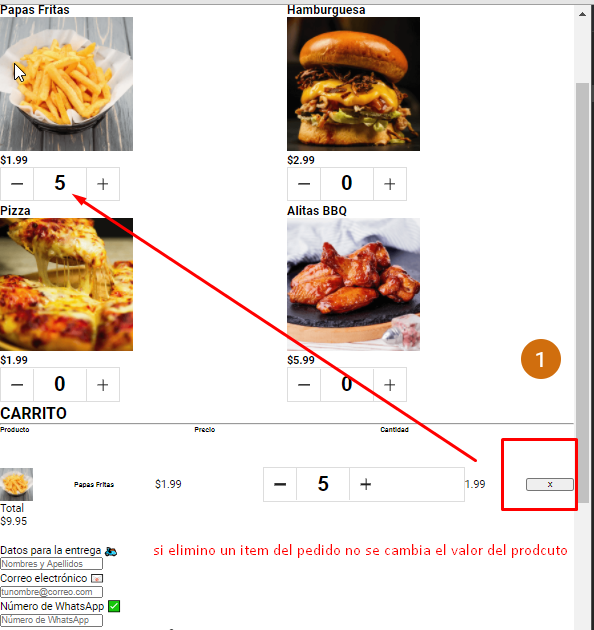 Papas Fritas
Hamburguesa
$1.99
$2.99
— 5 +
— 0 +
Pizza
Alitas BBQ
$1.99
$5.99
— 0 +
— 0 +
1
CARRITO
Producto Precio Cantidad
Papas Fritas $1.99 — 5 + 1.99 x
Total
$9.95
Datos para la entrega
si elimino un item del pedido no se cambia el valor del prodcuto
Nombres y Apellidos
Correo electrónico
tunombre@correo.com
Número de WhatsApp
Número de WhatsApp